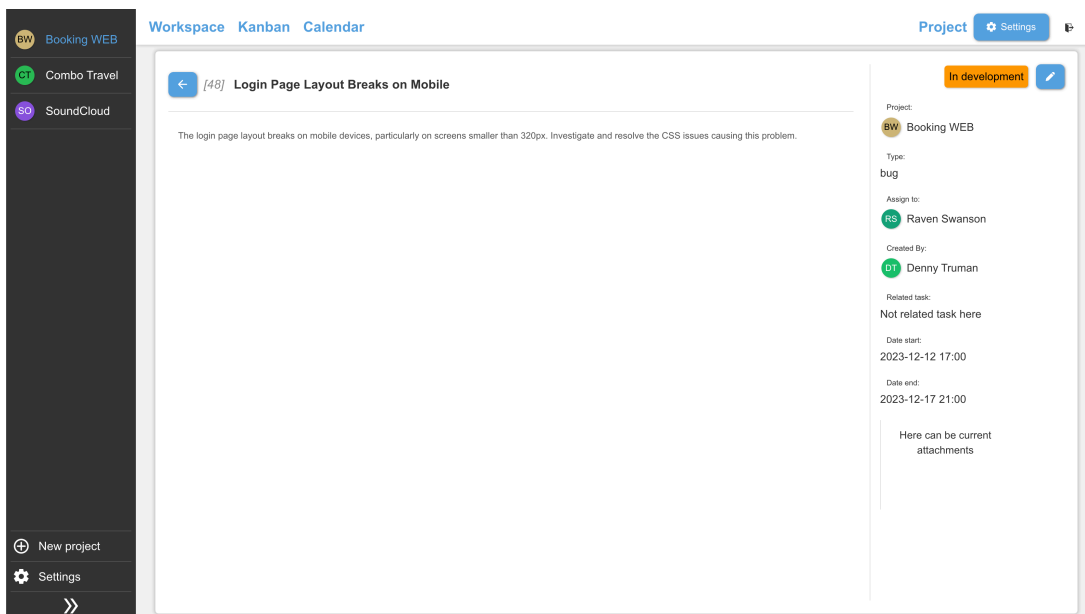 BW Booking WEB
CT Combo Travel
SO SoundCloud
New project
Settings
Workspace Kanban Calendar
Project Settings
[48] Login Page Layout Breaks on Mobile
The login page layout breaks on mobile devices, particularly on screens smaller than 320px. Investigate and resolve the CSS issues causing this problem.
In development
Project:
BW Booking WEB
Type:
bug
Assign to:
RS Raven Swanson
Created By:
DT Denny Truman
Related task:
Not related task here
Date start:
2023-12-12 17:00
Date end:
2023-12-17 21:00
Here can be current
attachments